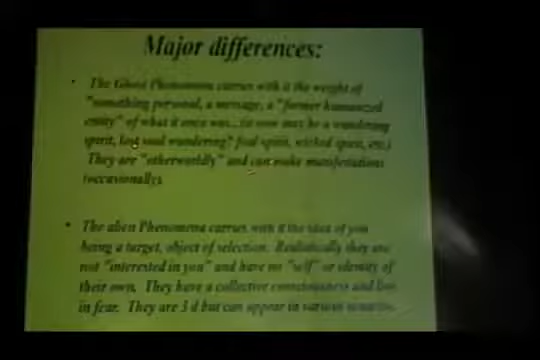 Major differences:
• The Ghost Phenomena carries with it the weight of
"something personal, a message, a "former humanized
entity" of what it once was... (it now may be a wandering
spirit, lost soul wandering? foul spirit, wicked spirit, etc.)
They are "otherworldly" and can make manifestations
(occasionally).
• The alien Phenomena carries with it the idea of you
being a target, object of selection. Realistically they are
not "interested in you" and have no "self" or identity of
their own. They have a collective consciousness and live
in fear. They are 3 d but can appear in various